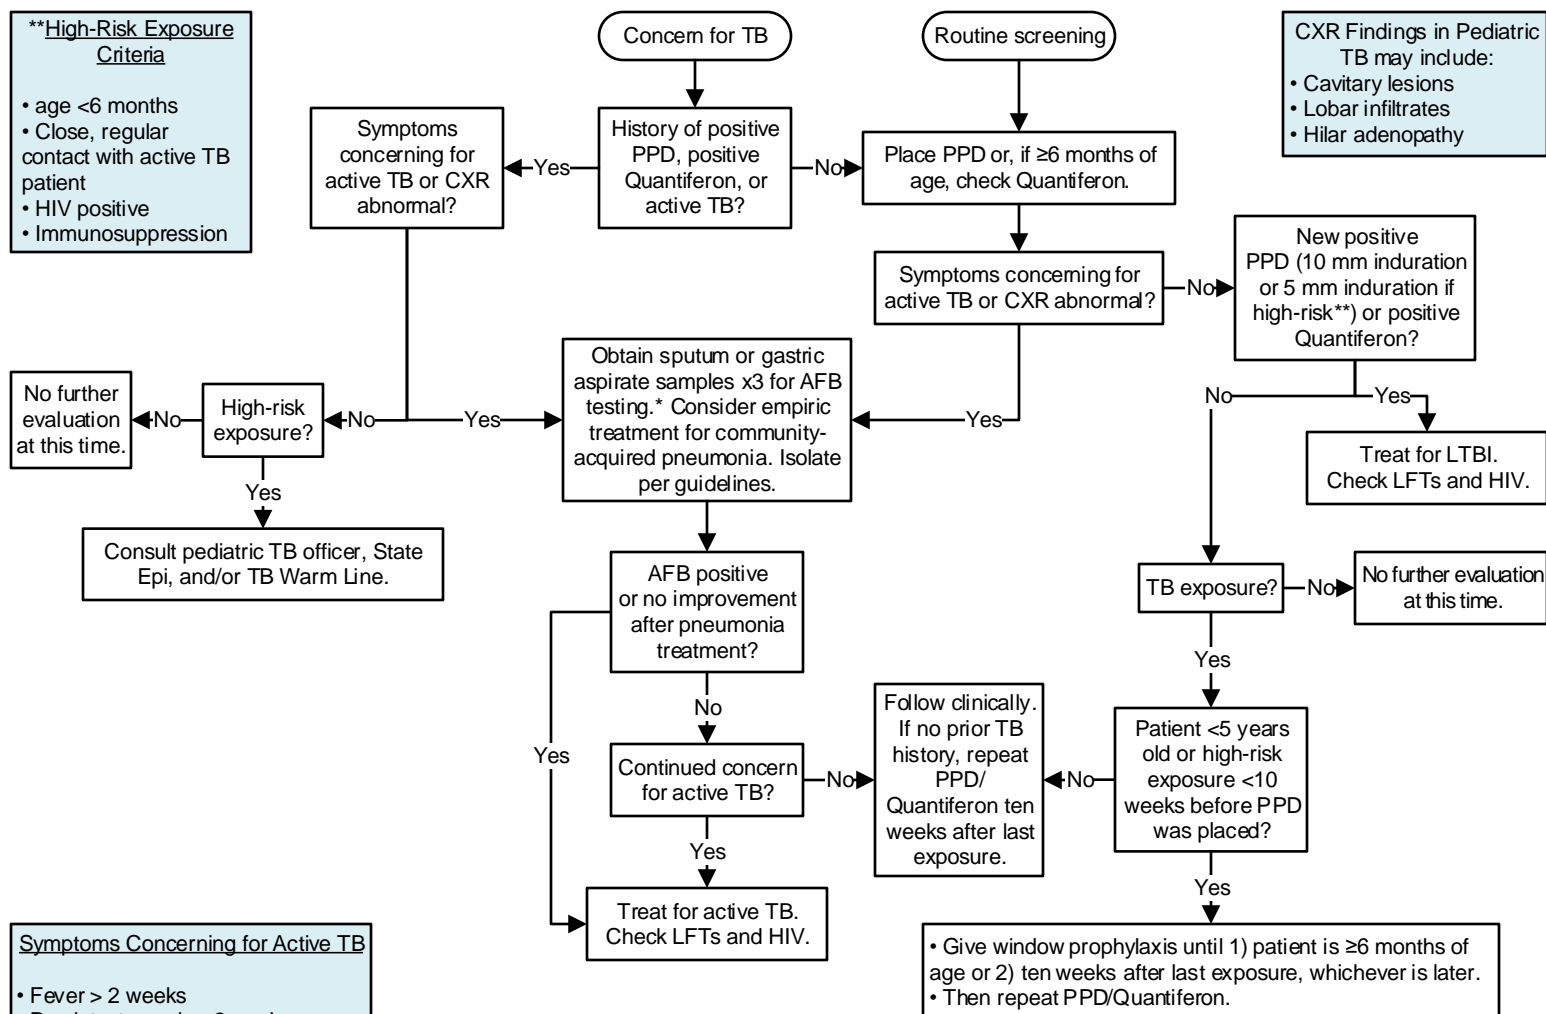 **High-Risk Exposure
Criteria
• age <6 months
• Close, regular
contact with active TB
patient
• HIV positive
• Immunosuppression
Concern for TB
Routine screening
CXR Findings in Pediatric
TB may include:
• Cavitary lesions
• Lobar infiltrates
• Hilar adenopathy
Symptoms
concerning for
active TB or CXR
abnormal?
Yes
History of positive
PPD, positive
Quantiferon, or
active TB?
No
Place PPD or, if ≥6 months of
age, check Quantiferon.
Symptoms concerning for
active TB or CXR abnormal?
No
New positive
PPD (10 mm induration
or 5 mm induration if
high-risk**) or positive
Quantiferon?
No further
evaluation
at this time.
No
High-risk
exposure?
No
Yes
Obtain sputum or gastric
aspirate samples x3 for AFB
testing.* Consider empiric
treatment for community-
acquired pneumonia. Isolate
per guidelines.
Yes
No
Yes
Treat for LTBI.
Check LFTs and HIV.
Yes
Consult pediatric TB officer, State
Epi, and/or TB Warm Line.
AFB positive
or no improvement
after pneumonia
treatment?
TB exposure?
No
No further evaluation
at this time.
Yes
No
Yes
Continued concern
for active TB?
No
Follow clinically.
If no prior TB
history, repeat
PPD/
Quantiferon ten
weeks after last
exposure.
No
Patient <5 years
old or high-risk
exposure <10
weeks before PPD
was placed?
Yes
Yes
Treat for active TB.
Check LFTs and HIV.
• Give window prophylaxis until 1) patient is ≥6 months of
age or 2) ten weeks after last exposure, whichever is later.
• Then repeat PPD/Quantiferon.
Symptoms Concerning for Active TB
• Fever > 2 weeks